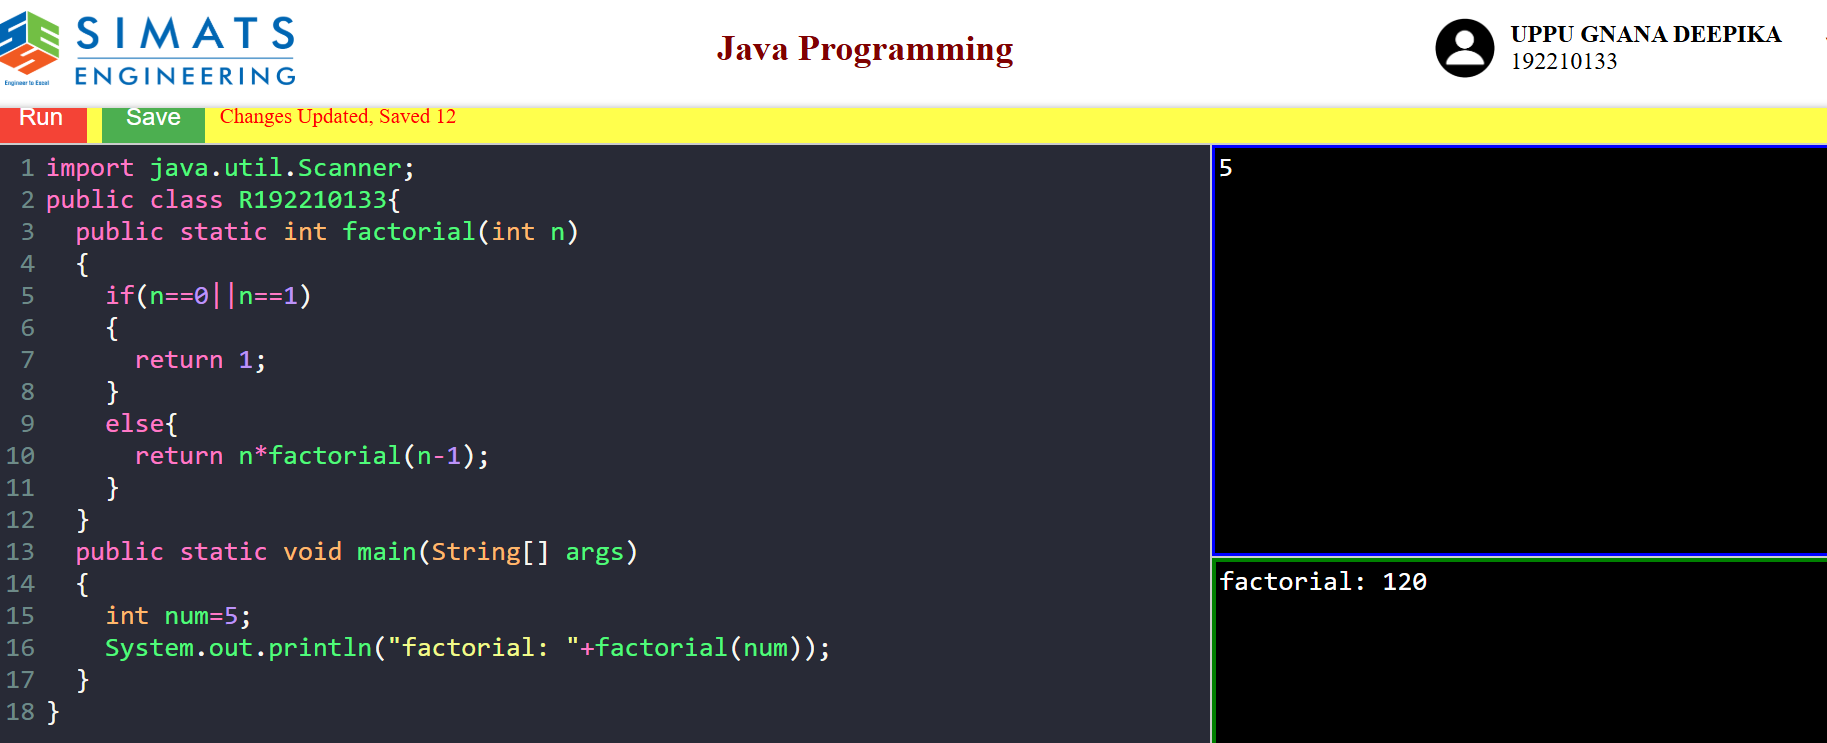 SIMATS
ENGINEERING
Engineer to Excel
Java Programming
UPPU GNANA DEEPIKA
192210133
Run
Save
Changes Updated, Saved 12
1 import java.util.Scanner;
2 public class R192210133{
3   public static int factorial(int n)
4   {
5     if(n==0||n==1)
6     {
7       return 1;
8     }
9     else{
10       return n*factorial(n-1);
11     }
12   }
13   public static void main(String[] args)
14   {
15     int num=5;
16     System.out.println("factorial: "+factorial(num));
17   }
18 }
5
factorial: 120